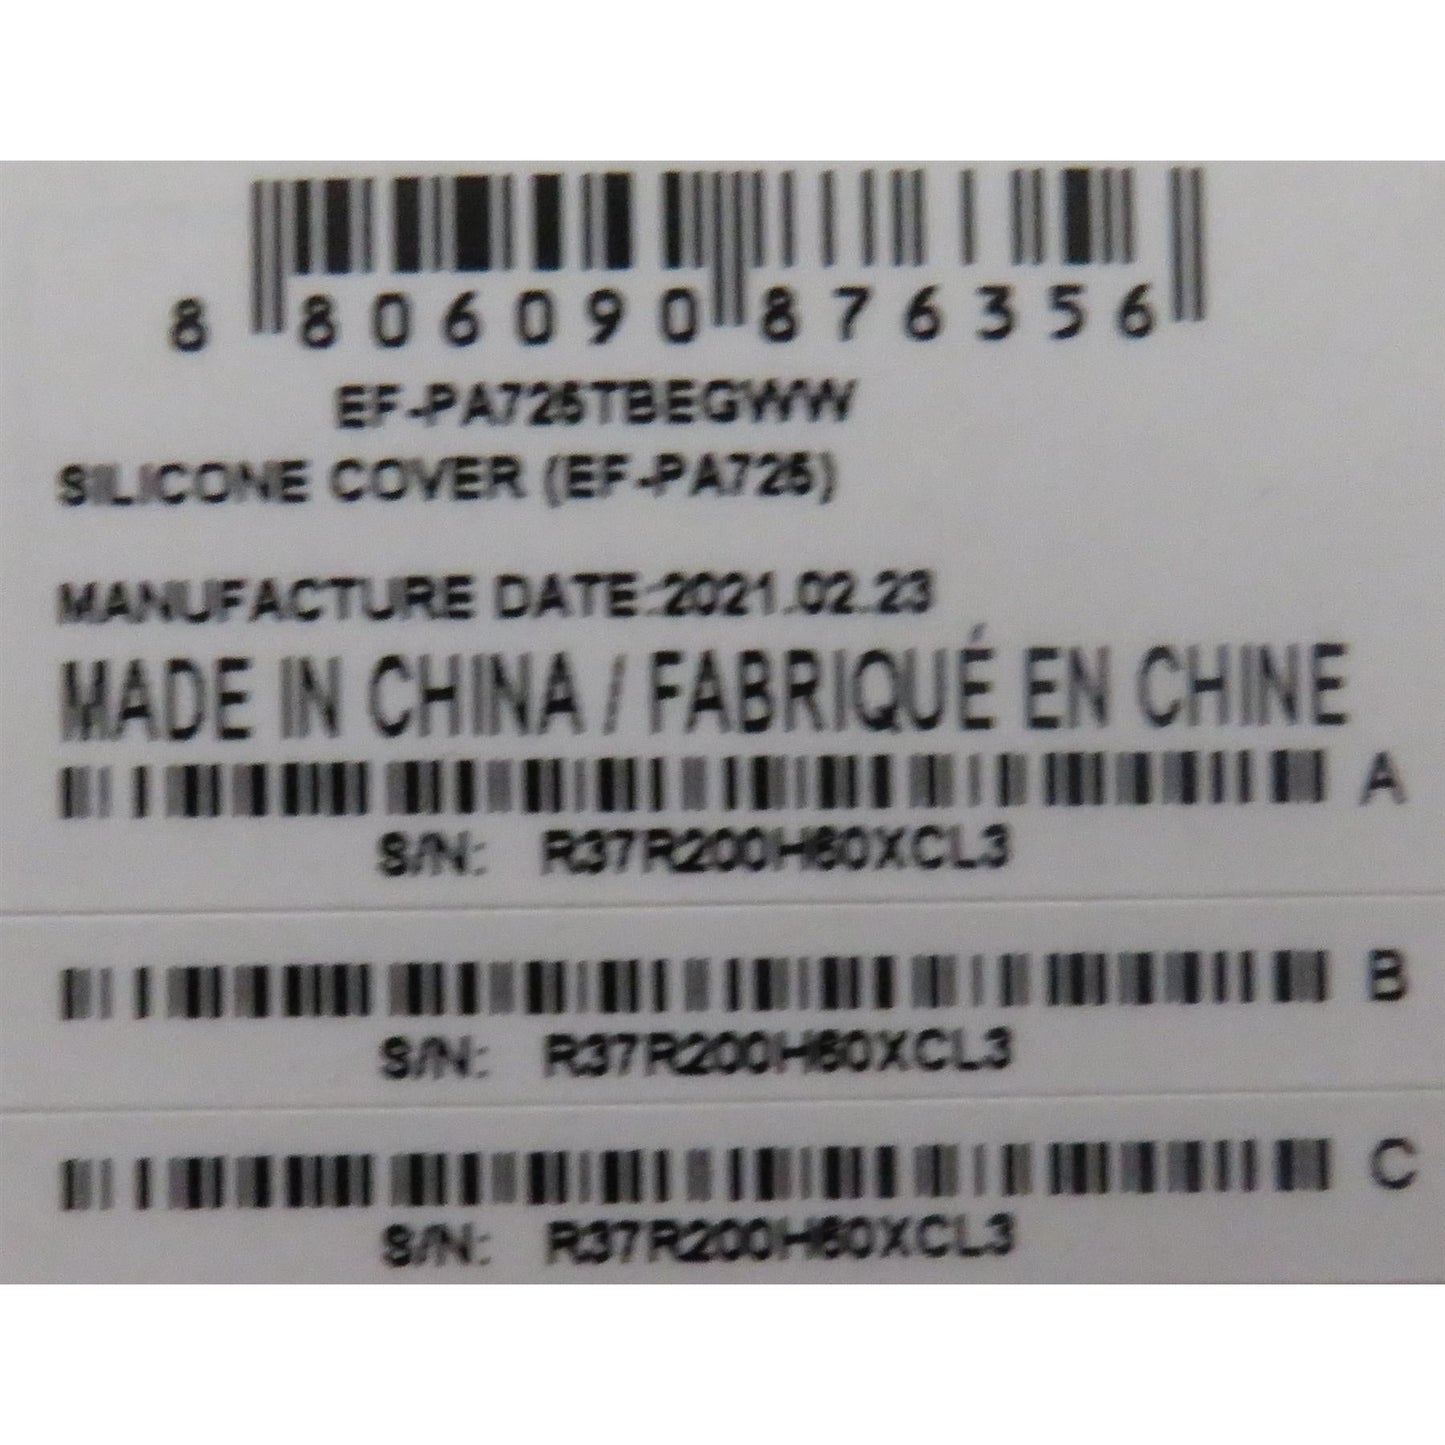 8 806090 876356
EF-PA725TBEGWW
SILICONE COVER (EF-PA725)
MANUFACTURE DATE:2021.02.23
MADE IN CHINA / FABRIQUÉ EN CHINE
A
S/N: R37R200H60XCL3
B
S/N: R37R200H60XCL3
C
S/N: R37R200H60XCL3